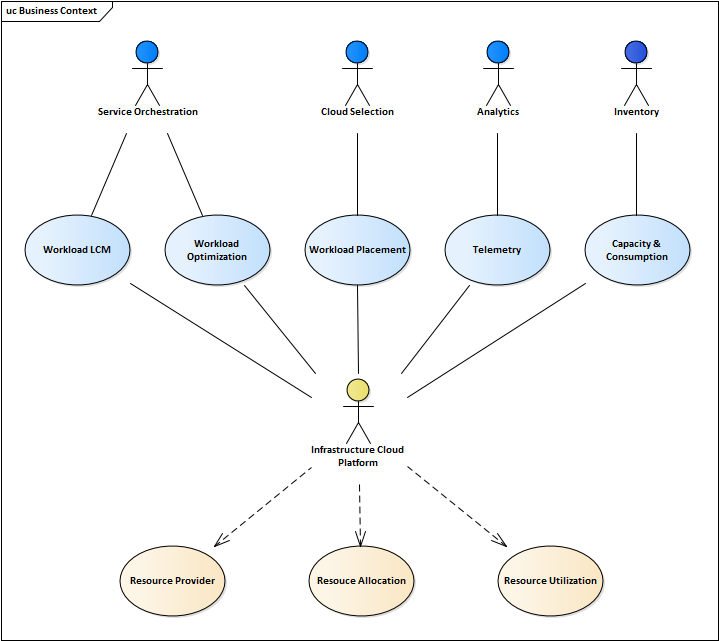 uc Business Context
Service Orchestration
Cloud Selection
Analytics
Inventory
Workload LCM
Workload
Optimization
Workload Placement
Telemetry
Capacity &
Consumption
Infrastructure Cloud
Platform
Resource Provider
Resouce Allocation
Resource Utilization